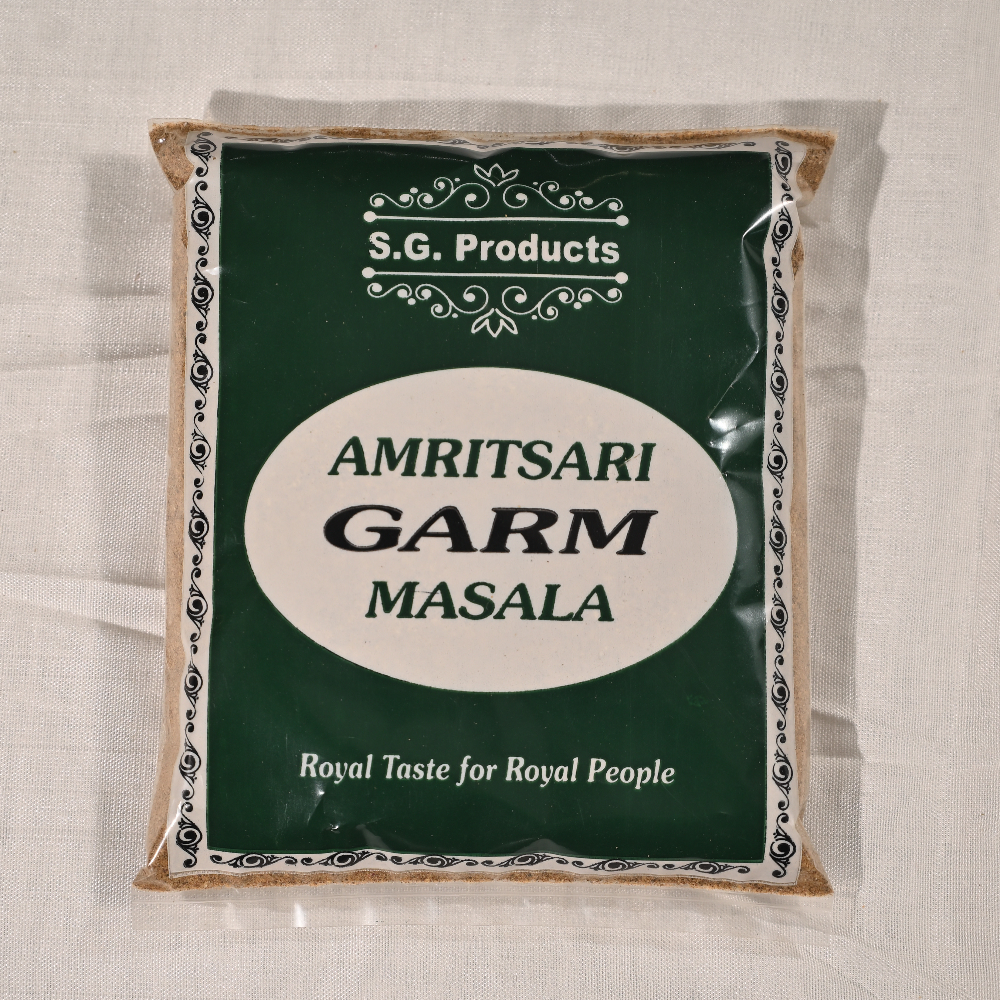 S.G. Products
AMRITSARI
GARM
MASALA
Royal Taste for Royal People